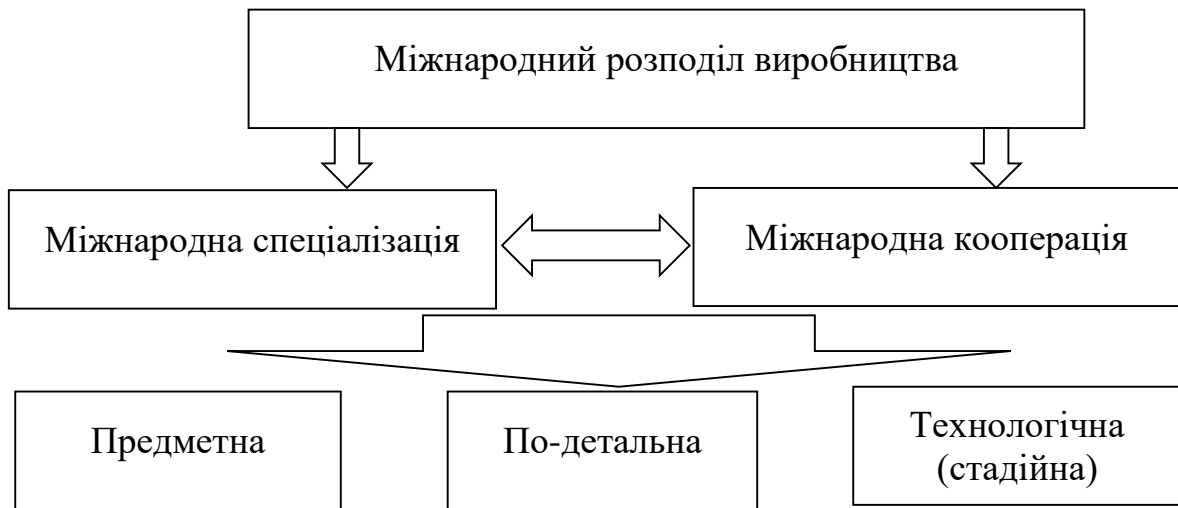 Міжнародний розподіл виробництва
Міжнародна спеціалізація
Міжнародна кооперація
Предметна
По-детальна
Технологічна
(стадійна)